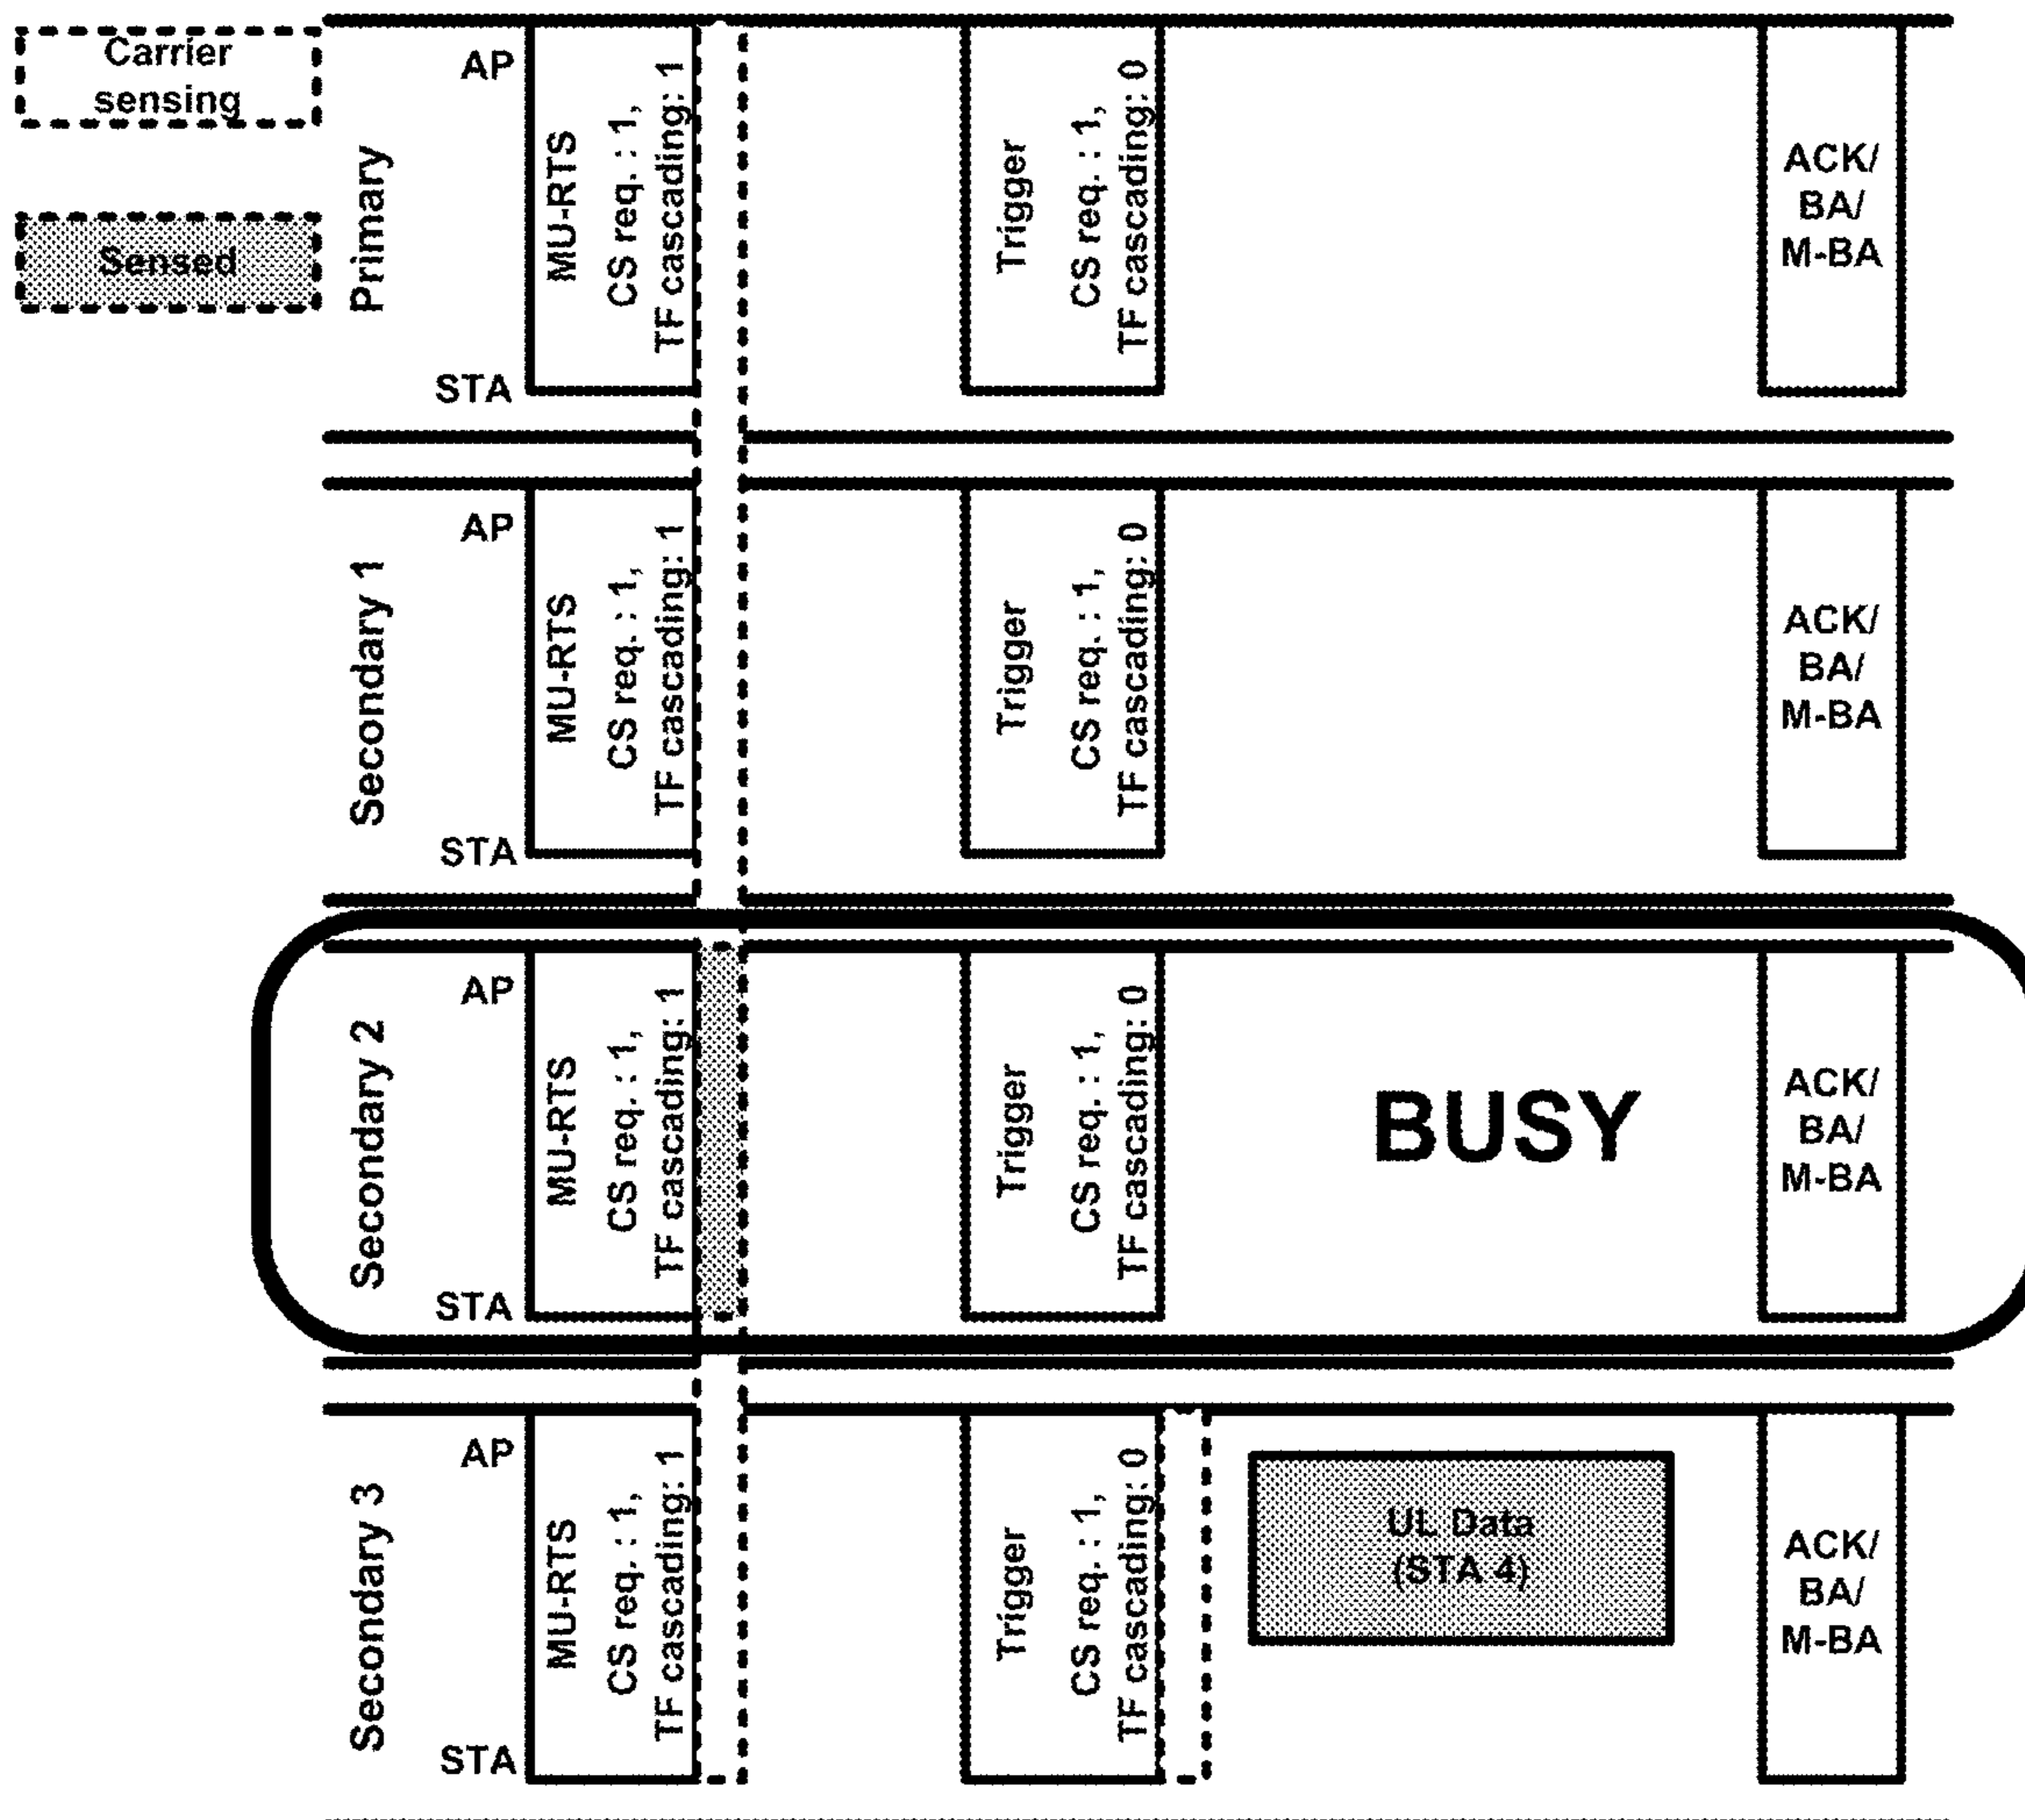 Carrier
sensing
Sensed
Primary
AP
STA
MU-RTS
CS req. : 1,
TF cascading: 1
Trigger
CS req. : 1,
TF cascading: 0
ACK/
BA/
M-BA
Secondary 1
AP
STA
MU-RTS
CS req. : 1,
TF cascading: 1
Trigger
CS req. : 1,
TF cascading: 0
ACK/
BA/
M-BA
Secondary 2
AP
STA
MU-RTS
CS req. : 1,
TF cascading: 1
Trigger
CS req. : 1,
TF cascading: 0
BUSY
ACK/
BA/
M-BA
Secondary 3
AP
STA
MU-RTS
CS req. : 1,
TF cascading: 1
Trigger
CS req. : 1,
TF cascading: 0
UL Data
(STA 4)
ACK/
BA/
M-BA